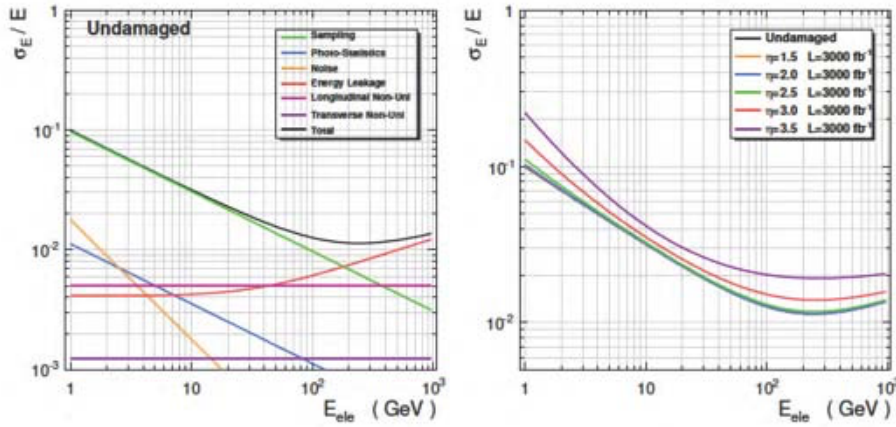 σE / E
1
10⁻¹
10⁻²
10⁻³
Undamaged
Sampling
Photo-Statistics
Noise
Energy Leakage
Longitudinal Non-Uni
Transverse Non-Uni
Total
1 10 10² 10³
Eele ( GeV )
σE / E
1
10⁻¹
10⁻²
Undamaged
η=1.5 L=3000 fb⁻¹
η=2.0 L=3000 fb⁻¹
η=2.5 L=3000 fb⁻¹
η=3.0 L=3000 fb⁻¹
η=3.5 L=3000 fb⁻¹
1 10 10² 10³
Eele ( GeV )